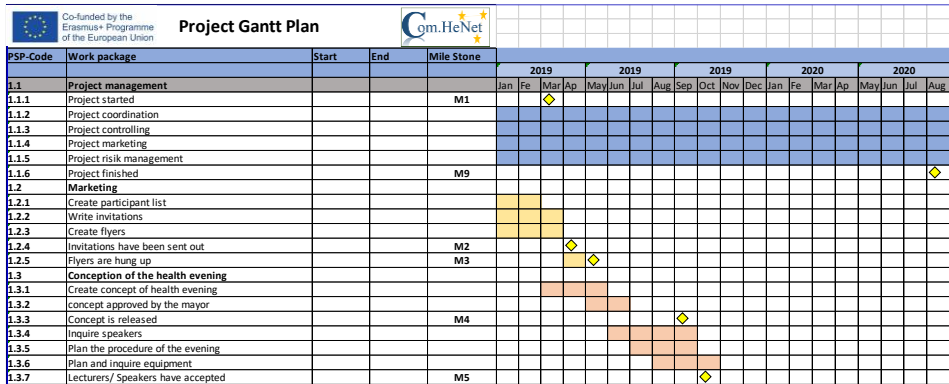 Co-funded by the
Erasmus+ Programme
of the European Union
Project Gantt Plan
Com.HeNet
PSP-Code Work package Start End Mile Stone
2019 2019 2019 2020 2020
1.1 Project management Jan Fe Mar Ap May Jun Jul Aug Sep Oct Nov Dec Jan Fe Mar Ap May Jun Jul Aug
1.1.1 Project started M1
1.1.2 Project coordination
1.1.3 Project controlling
1.1.4 Project marketing
1.1.5 Project risik management
1.1.6 Project finished M9
1.2 Marketing
1.2.1 Create participant list
1.2.2 Write invitations
1.2.3 Create flyers
1.2.4 Invitations have been sent out M2
1.2.5 Flyers are hung up M3
1.3 Conception of the health evening
1.3.1 Create concept of health evening
1.3.2 concept approved by the mayor
1.3.3 Concept is released M4
1.3.4 Inquire speakers
1.3.5 Plan the procedure of the evening
1.3.6 Plan and inquire equipment
1.3.7 Lecturers/ Speakers have accepted M5